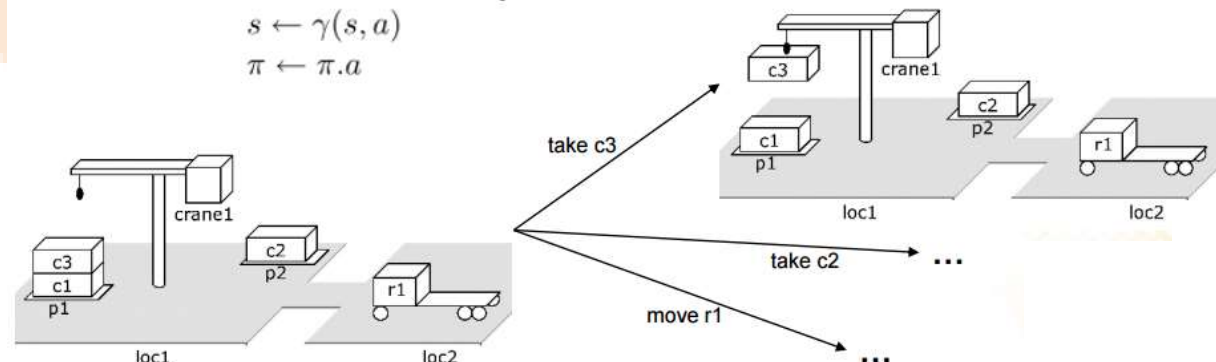 s ← γ(s, a)
π ← π.a
c3
crane1
c1
p1
c2
p2
r1
loc1
loc2
take c3
crane1
c3
c1
p1
c2
p2
r1
loc1
loc2
take c2
...
move r1
...